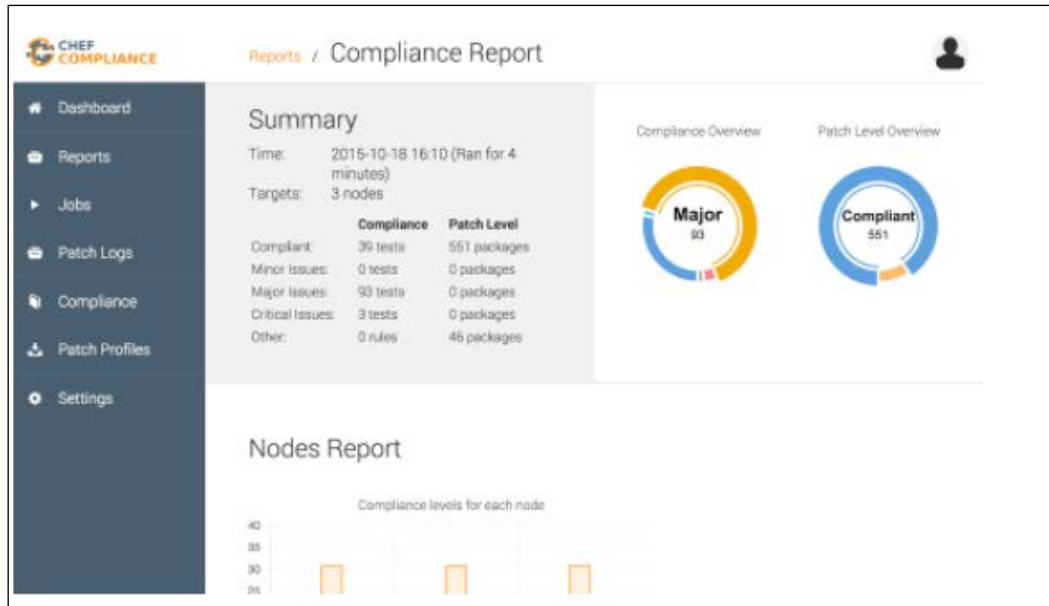 CHEF
COMPLIANCE
Reports / Compliance Report
Dashboard
Reports
Jobs
Patch Logs
Compliance
Patch Profiles
Settings
Summary
Time: 2015-10-18 16:10 (Ran for 4
minutes)
Targets: 3 nodes
Compliance Patch Level
Compliant: 39 tests 551 packages
Minor Issues: 0 tests 0 packages
Major Issues: 93 tests 0 packages
Critical Issues: 3 tests 0 packages
Other: 0 rules 46 packages
Compliance Overview
Major
93
Patch Level Overview
Compliant
551
Nodes Report
Compliance levels for each node
40
35
30
25